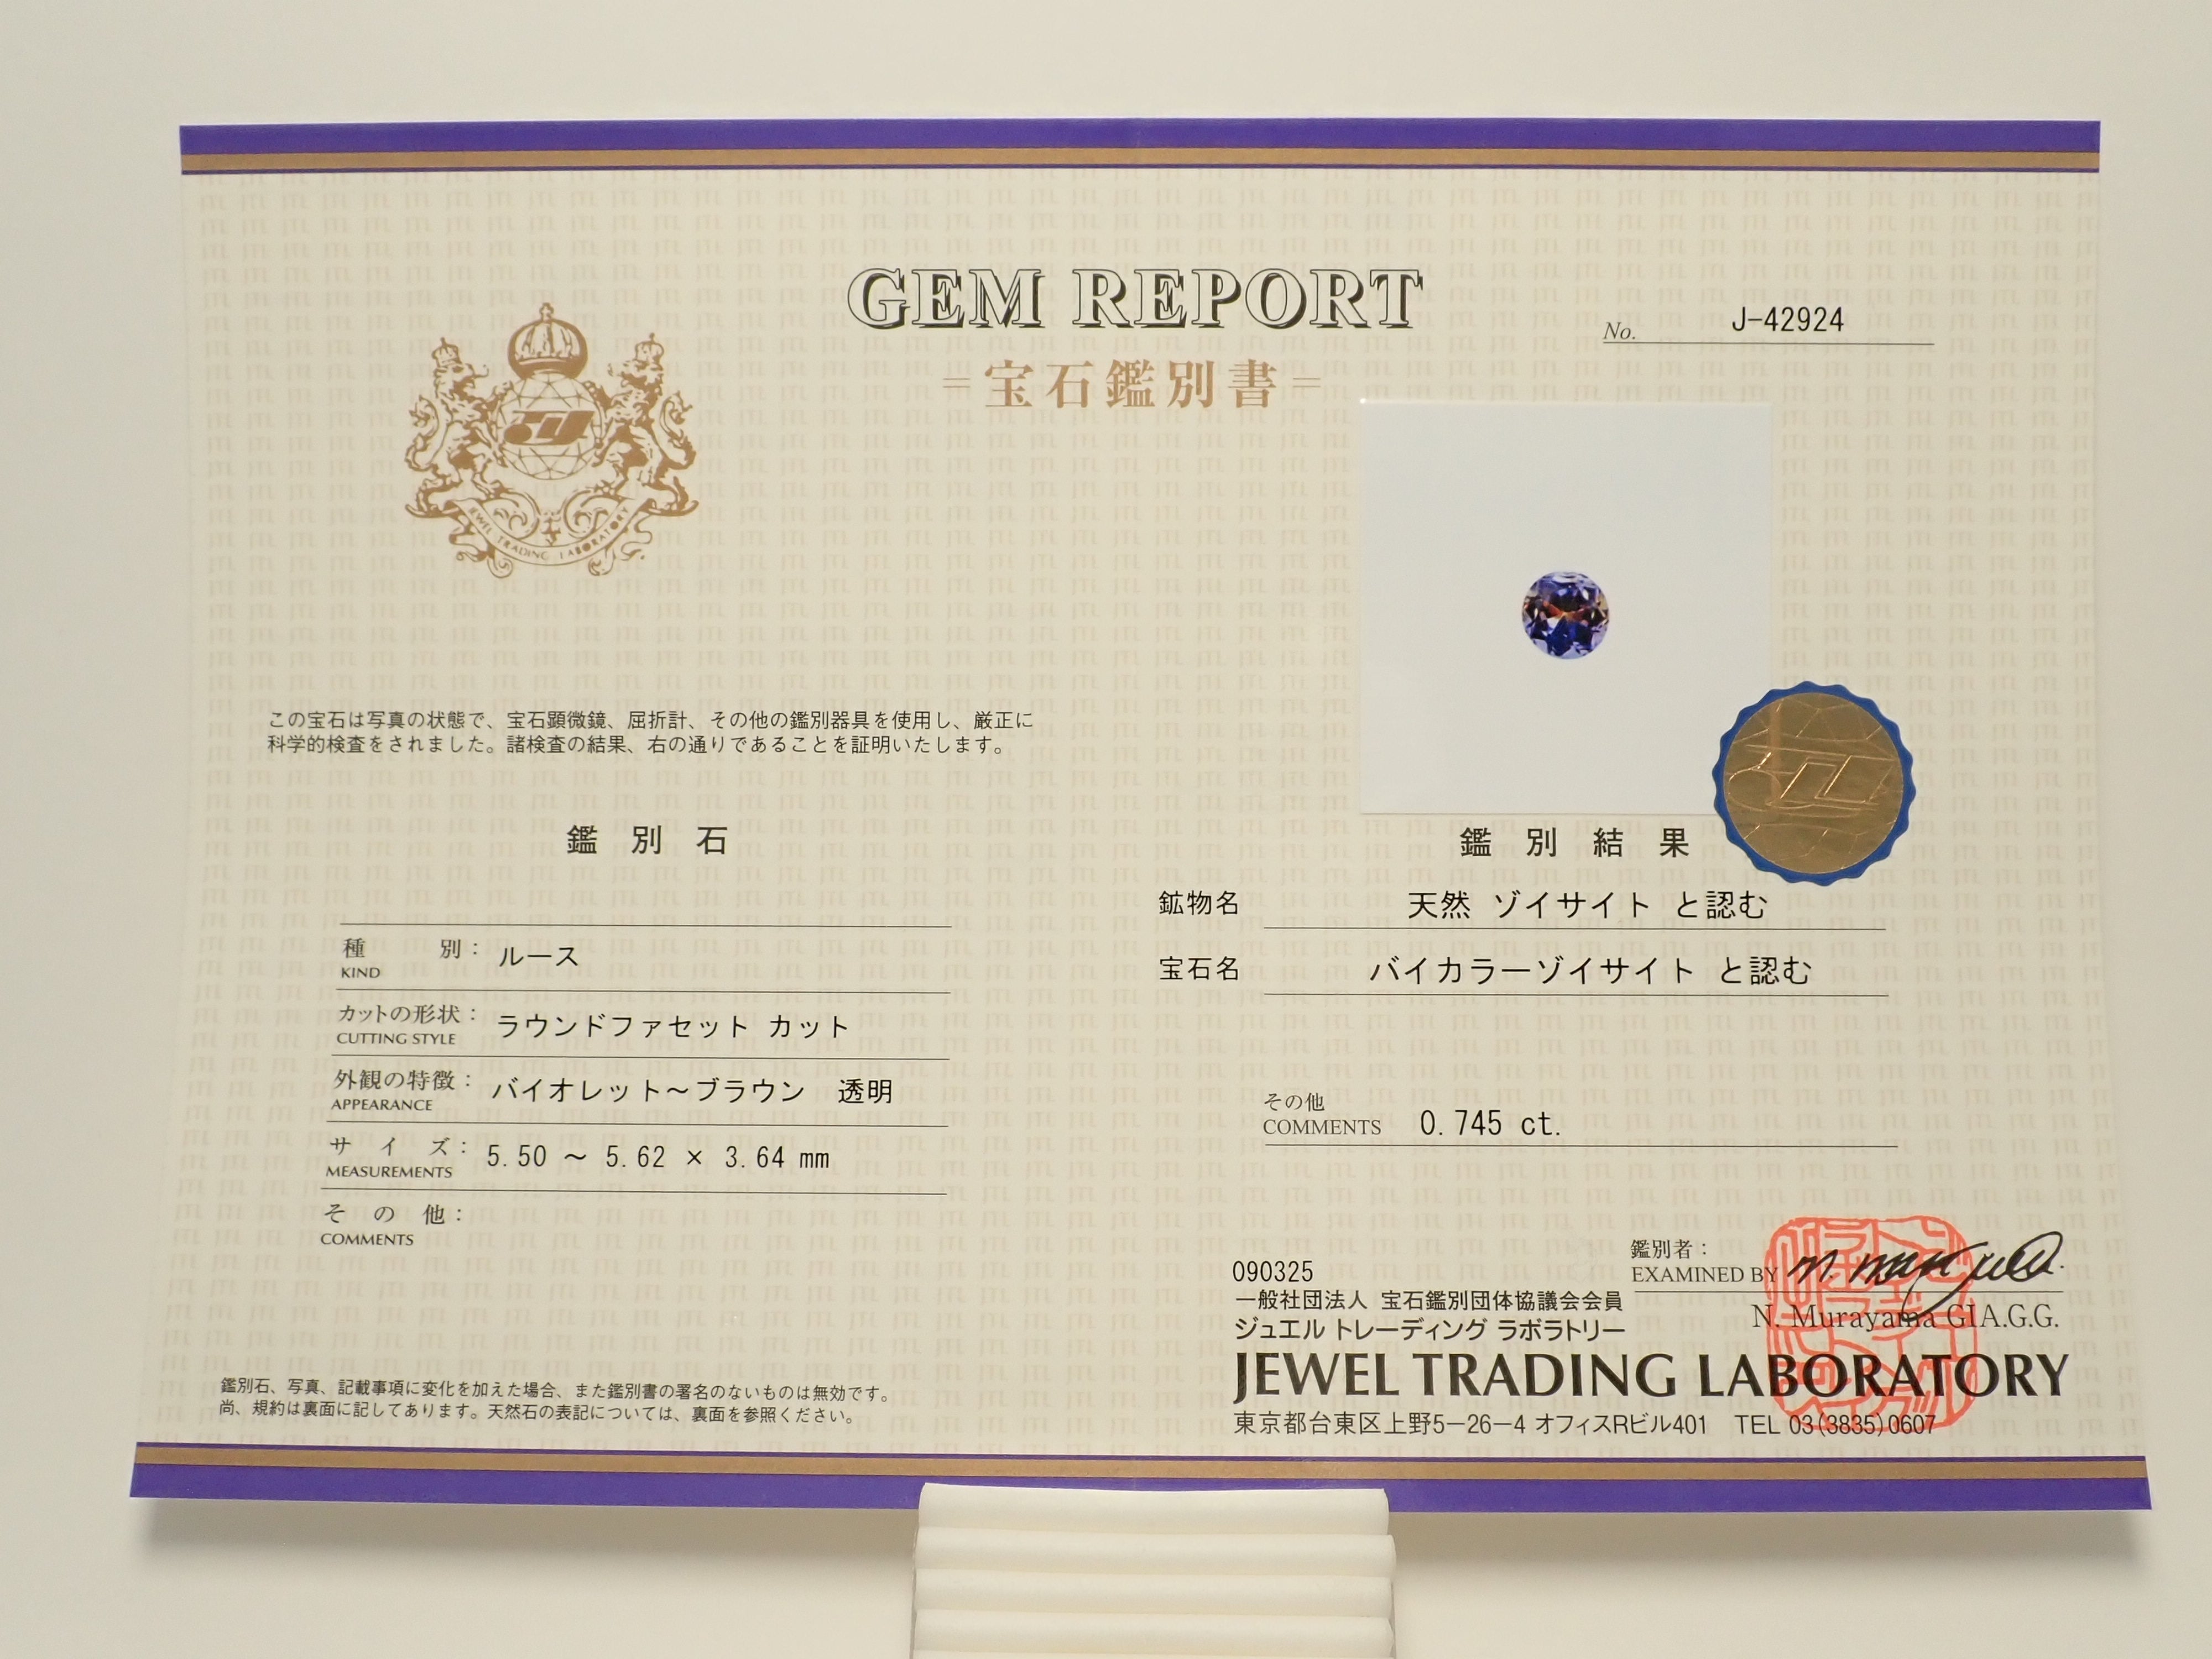 GEM REPORT
No. J-42924
=宝石鑑別書=
JEWEL TRADING LABORATORY
この宝石は写真の状態で、宝石顕微鏡、屈折計、その他の鑑別器具を使用し、厳正に
科学的検査をされました。諸検査の結果、右の通りであることを証明いたします。
鑑別石
種別: ルース
KIND
カットの形状: ラウンドファセット カット
CUTTING STYLE
外観の特徴: バイオレット～ブラウン 透明
APPEARANCE
サイズ: 5.50 ～ 5.62 × 3.64 mm
MEASUREMENTS
その他:
COMMENTS
鑑別石、写真、記載事項に変化を加えた場合、また鑑別書の署名のないものは無効です。
尚、規約は裏面に記してあります。天然石の表記については、裏面を参照ください。
鑑別結果
鉱物名 天然 ゾイサイト と認む
宝石名 バイカラーゾイサイト と認む
その他
COMMENTS 0.745 ct.
鑑別者:
EXAMINED BY
N. Murayama GIA.G.G.
090325
一般社団法人 宝石鑑別団体協議会会員
ジュエル トレーディング ラボラトリー
JEWEL TRADING LABORATORY
東京都台東区上野5-26-4 オフィスRビル401 TEL 03(3835)0607